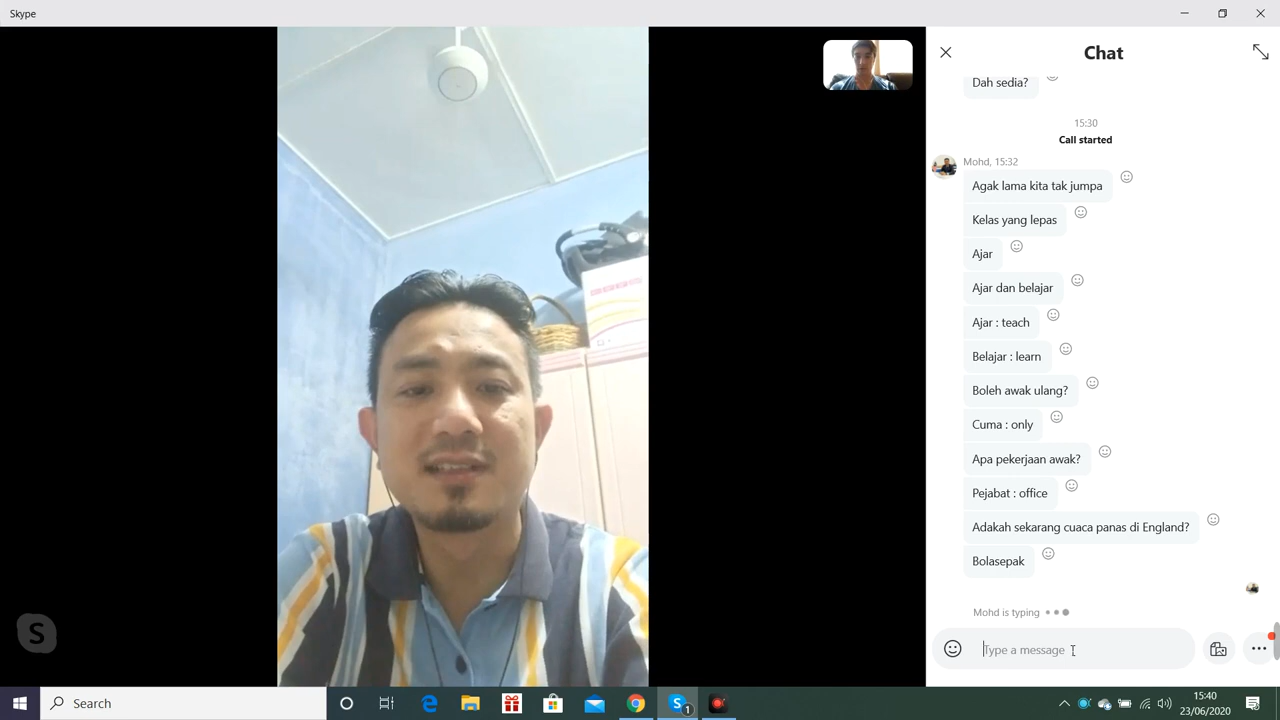 Skype
Chat
Dah sedia?
15:30
Call started
Mohd, 15:32
Agak lama kita tak jumpa
Kelas yang lepas
Ajar
Ajar dan belajar
Ajar : teach
Belajar : learn
Boleh awak ulang?
Cuma : only
Apa pekerjaan awak?
Pejabat : office
Adakah sekarang cuaca panas di England?
Bolasepak
Mohd is typing
Type a message
S
Search
S 1
15:40
23/06/2020